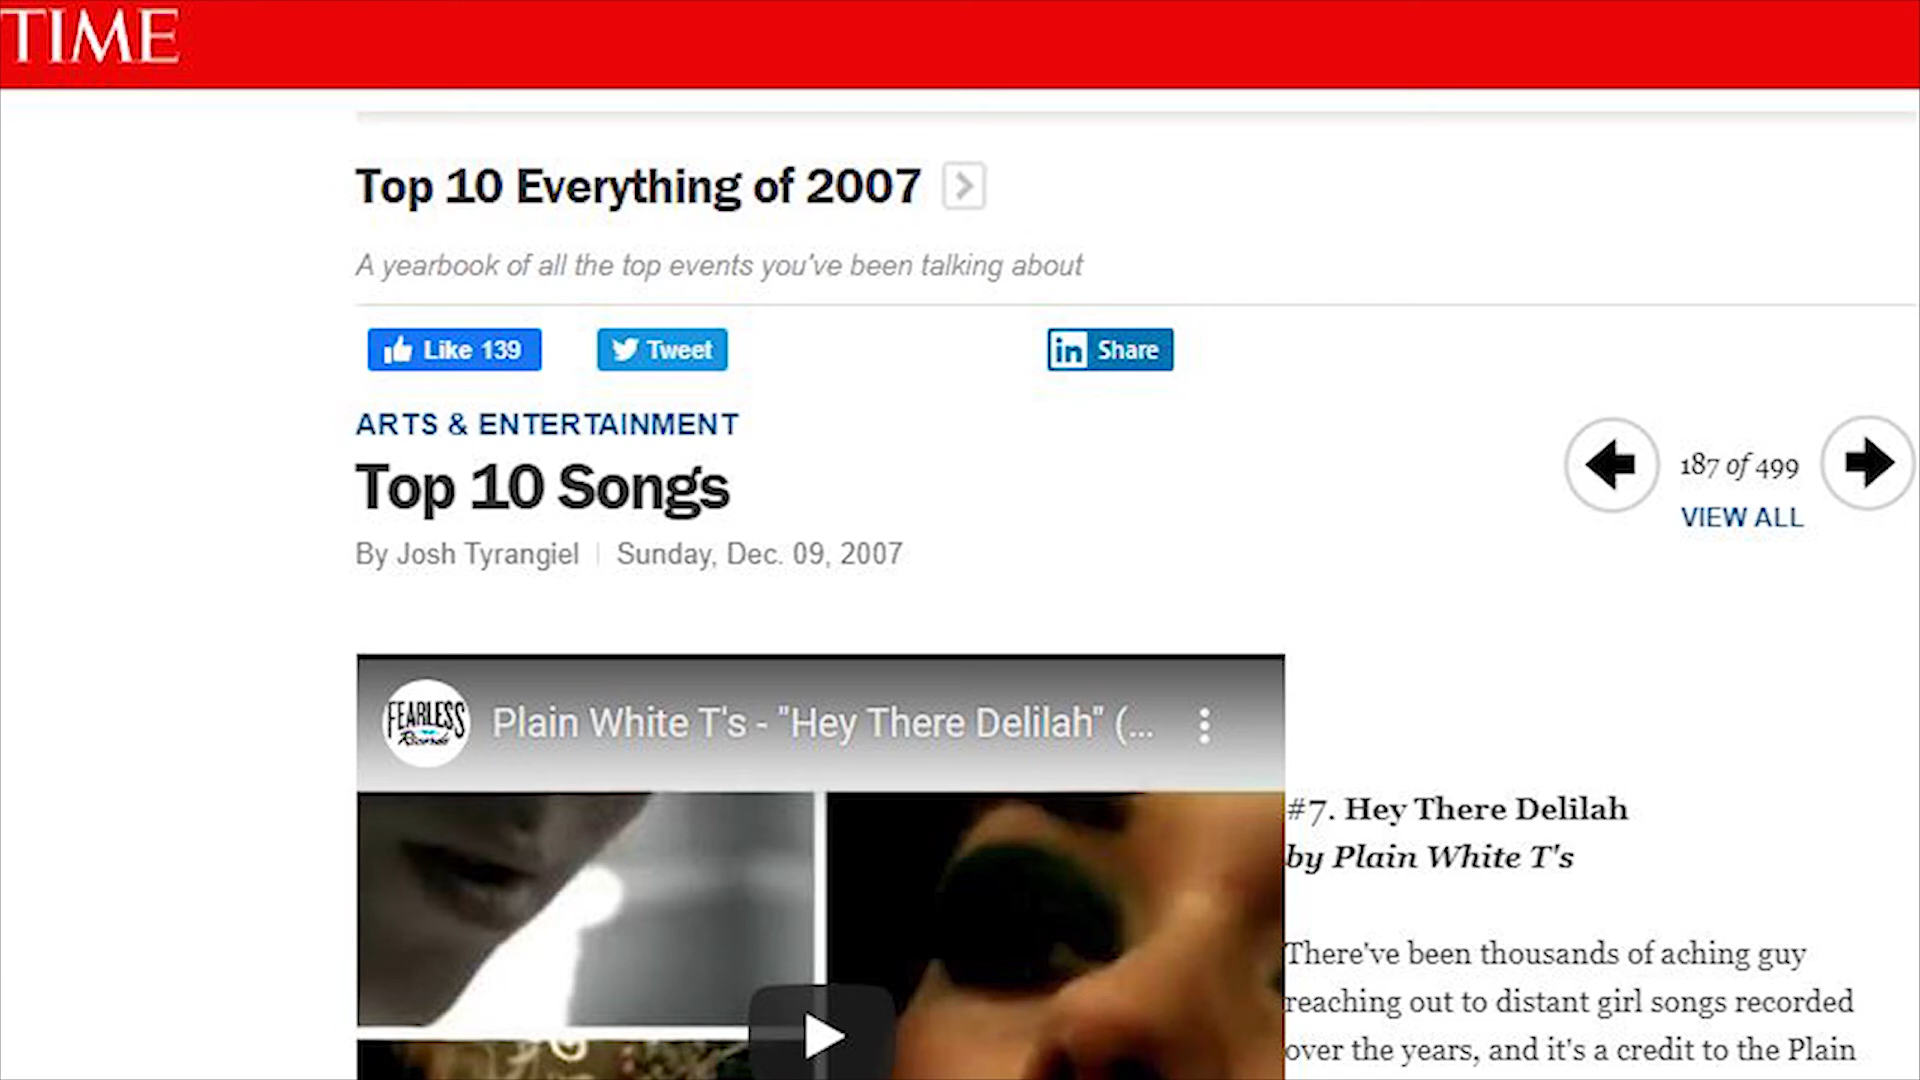 TIME
Top 10 Everything of 2007
A yearbook of all the top events you've been talking about
Like 139
Tweet
in Share
ARTS & ENTERTAINMENT
Top 10 Songs
By Josh Tyrangiel | Sunday, Dec. 09, 2007
187 of 499
VIEW ALL
FEARLESS
Records
Plain White T's - "Hey There Delilah" (...
#7. Hey There Delilah
by Plain White T's
There've been thousands of aching guy
reaching out to distant girl songs recorded
over the years, and it's a credit to the Plain